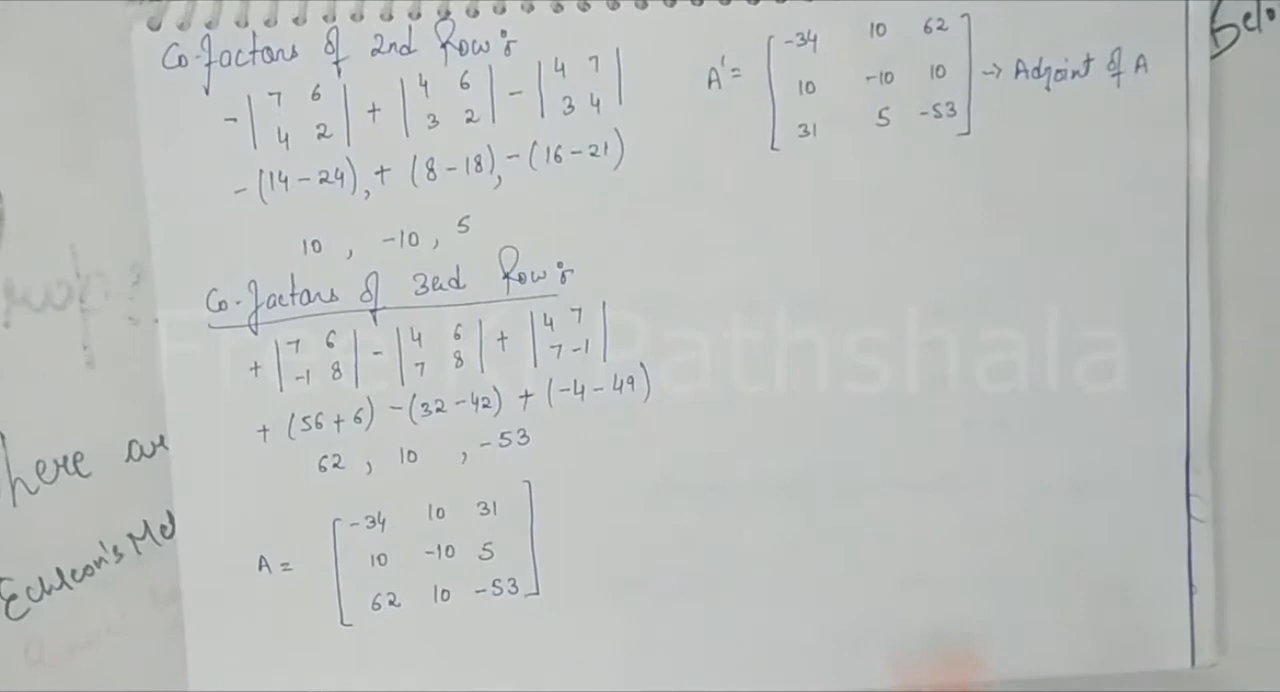 Co-factors of 2nd Row:
-|7 6| + |4 6| - |4 7|
|4 2| |3 2| |3 4|
-(14-24), + (8-18), -(16-21)
10, -10, 5
Co-factors of 3rd Row:
+|7 6| - |4 6| + |4 7|
|-1 8| |7 8| |7 -1|
+ (56+6) -(32-42) + (-4-49)
62, 10, -53
[-34 10 31]
A= [10 -10 5]
[62 10 -53]
[-34 10 62]
A'= [10 -10 10] → Adjoint of A
[31 5 -53]
here are
Pathshala